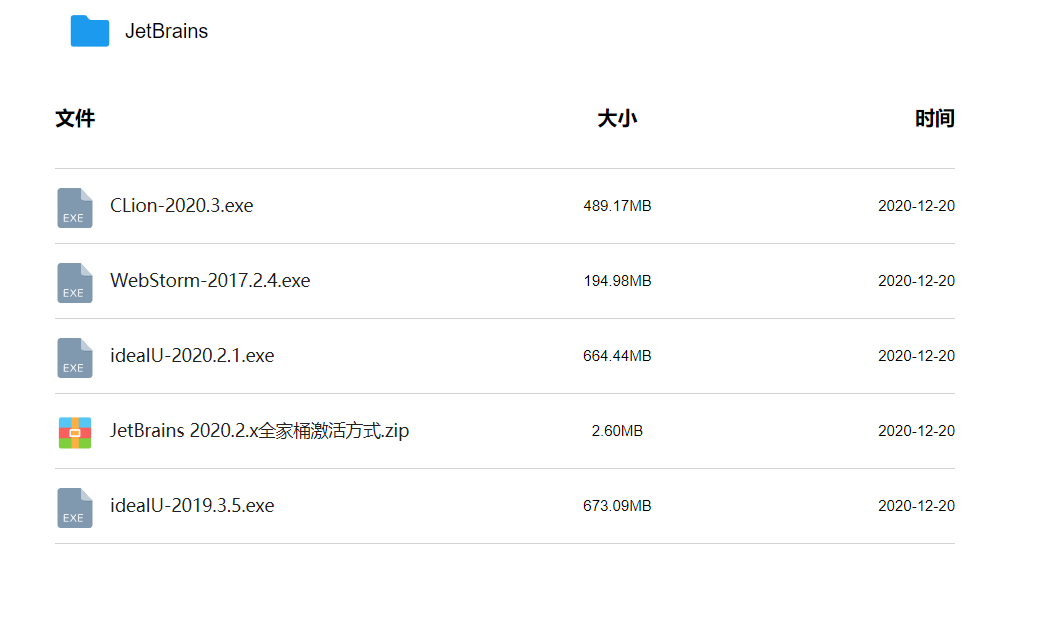 JetBrains
文件 大小 时间
EXE CLion-2020.3.exe 489.17MB 2020-12-20
EXE WebStorm-2017.2.4.exe 194.98MB 2020-12-20
EXE ideaIU-2020.2.1.exe 664.44MB 2020-12-20
JetBrains 2020.2.x全家桶激活方式.zip 2.60MB 2020-12-20
EXE ideaIU-2019.3.5.exe 673.09MB 2020-12-20